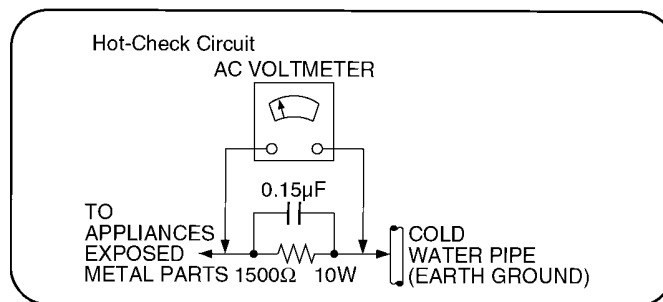 Hot-Check Circuit
AC VOLTMETER
0.15μF
TO
APPLIANCES
EXPOSED
METAL PARTS
1500Ω 10W
COLD
WATER PIPE
(EARTH GROUND)